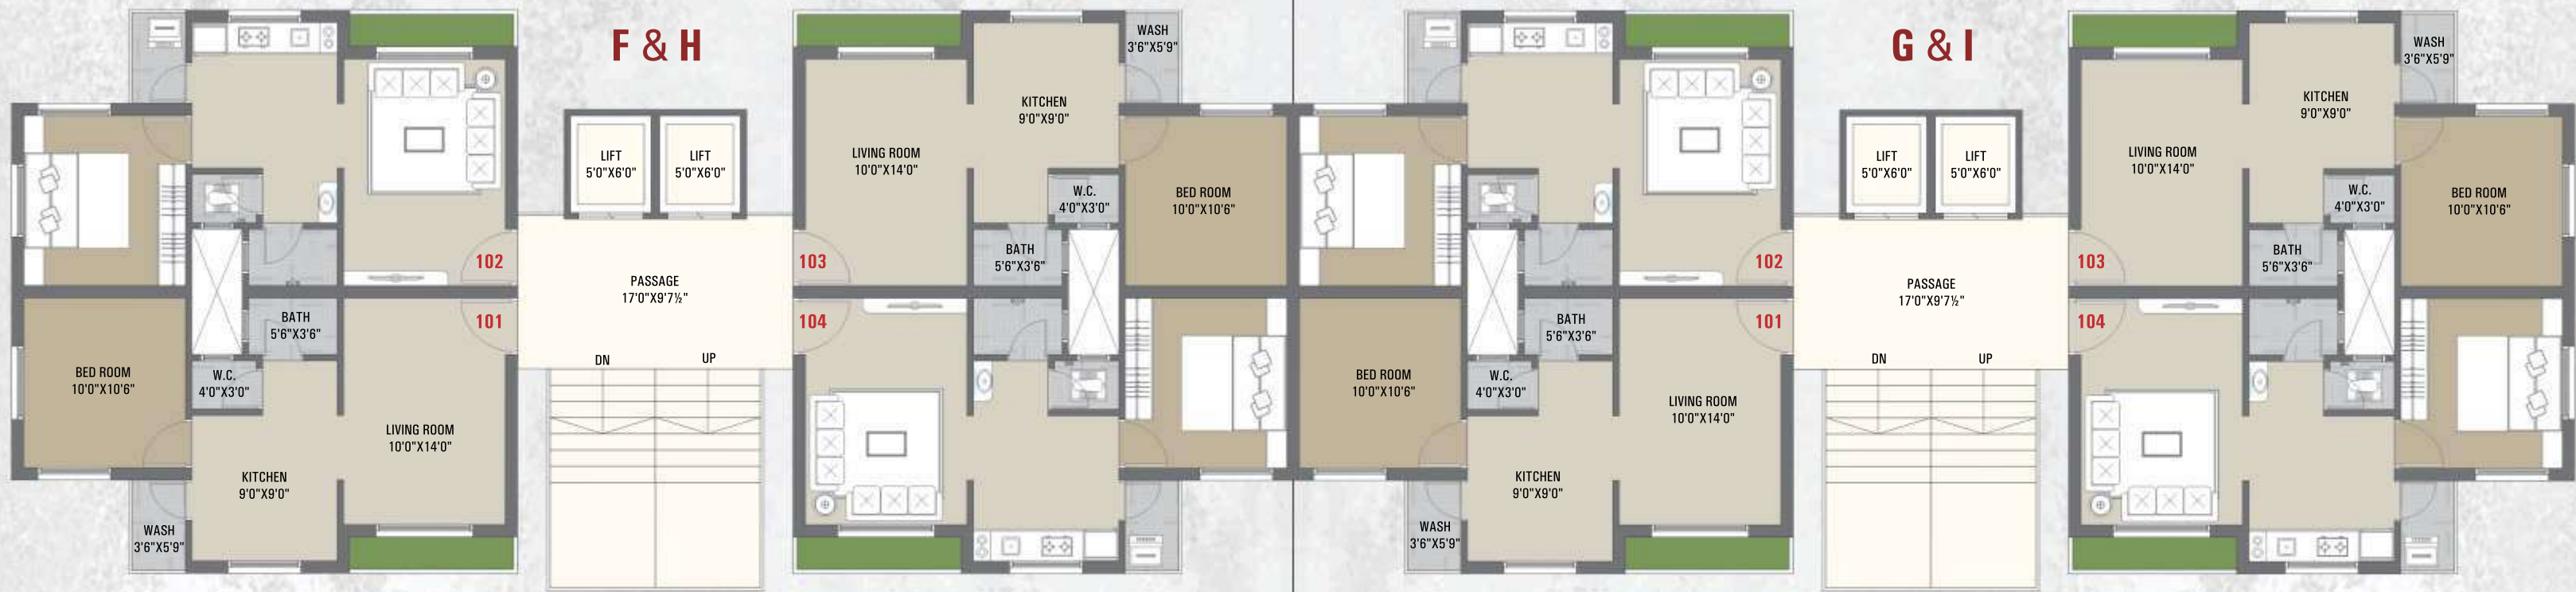 F & H
WASH
3'6"X5'9"
KITCHEN
9'0"X9'0"
LIFT
5'0"X6'0"
LIFT
5'0"X6'0"
LIVING ROOM
10'0"X14'0"
W.C.
4'0"X3'0"
BED ROOM
10'0"X10'6"
BATH
5'6"X3'6"
102
103
PASSAGE
17'0"X9'7½"
101
104
BATH
5'6"X3'6"
DN
UP
BED ROOM
10'0"X10'6"
W.C.
4'0"X3'0"
LIVING ROOM
10'0"X14'0"
KITCHEN
9'0"X9'0"
WASH
3'6"X5'9"
G & I
WASH
3'6"X5'9"
KITCHEN
9'0"X9'0"
LIFT
5'0"X6'0"
LIFT
5'0"X6'0"
LIVING ROOM
10'0"X14'0"
W.C.
4'0"X3'0"
BED ROOM
10'0"X10'6"
BATH
5'6"X3'6"
102
103
PASSAGE
17'0"X9'7½"
101
104
BATH
5'6"X3'6"
DN
UP
BED ROOM
10'0"X10'6"
W.C.
4'0"X3'0"
LIVING ROOM
10'0"X14'0"
KITCHEN
9'0"X9'0"
WASH
3'6"X5'9"